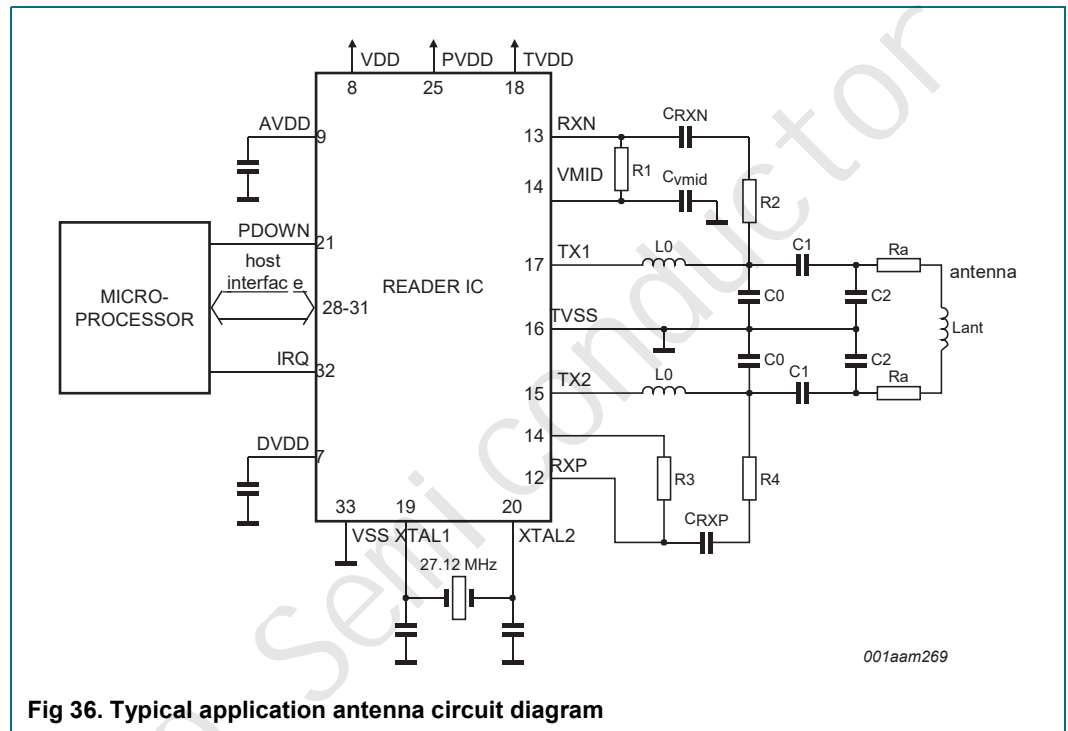 VDD PVDD TVDD
8 25 18
AVDD
9
13 RXN CRXN
R1
14 VMID Cvmid
R2
PDOWN
21
host
interfac e
28-31
MICRO-
PROCESSOR
READER IC
17 TX1 L0 C1 Ra
antenna
C0 C2
16 TVSS
Lant
C0 C2
IRQ
32
15 TX2 L0 C1 Ra
14
DVDD
7
12 RXP
R3 R4
33 19 20
VSS XTAL1 XTAL2
CRXP
27.12 MHz
001aam269
Semi conductor
Fig 36. Typical application antenna circuit diagram